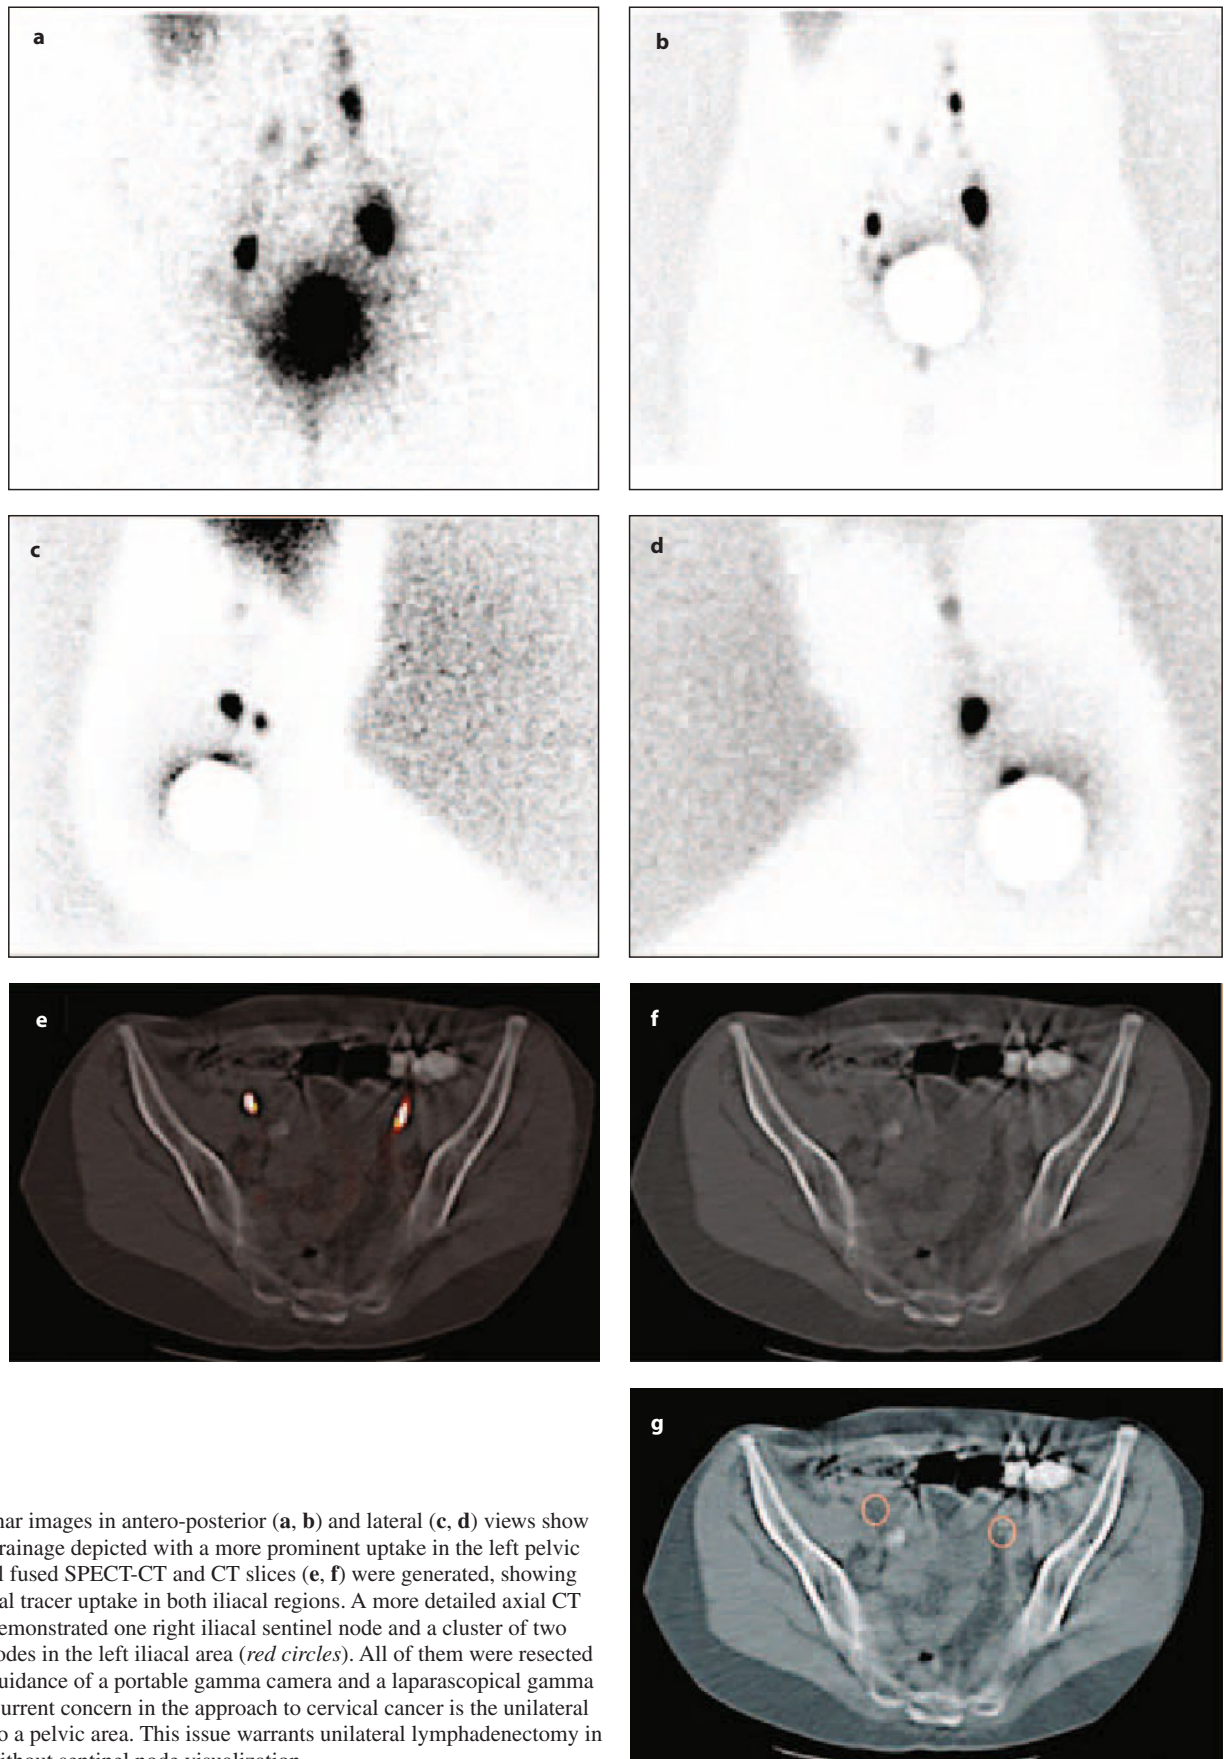 a
b
c
d
e
f
g
nar images in antero-posterior (a, b) and lateral (c, d) views show
rainage depicted with a more prominent uptake in the left pelvic
l fused SPECT-CT and CT slices (e, f) were generated, showing
al tracer uptake in both iliacal regions. A more detailed axial CT
emonstrated one right iliacal sentinel node and a cluster of two
odes in the left iliacal area (red circles). All of them were resected
uidance of a portable gamma camera and a laparascopical gamma
urrent concern in the approach to cervical cancer is the unilateral
o a pelvic area. This issue warrants unilateral lymphadenectomy in
ithout sentinel node visualization